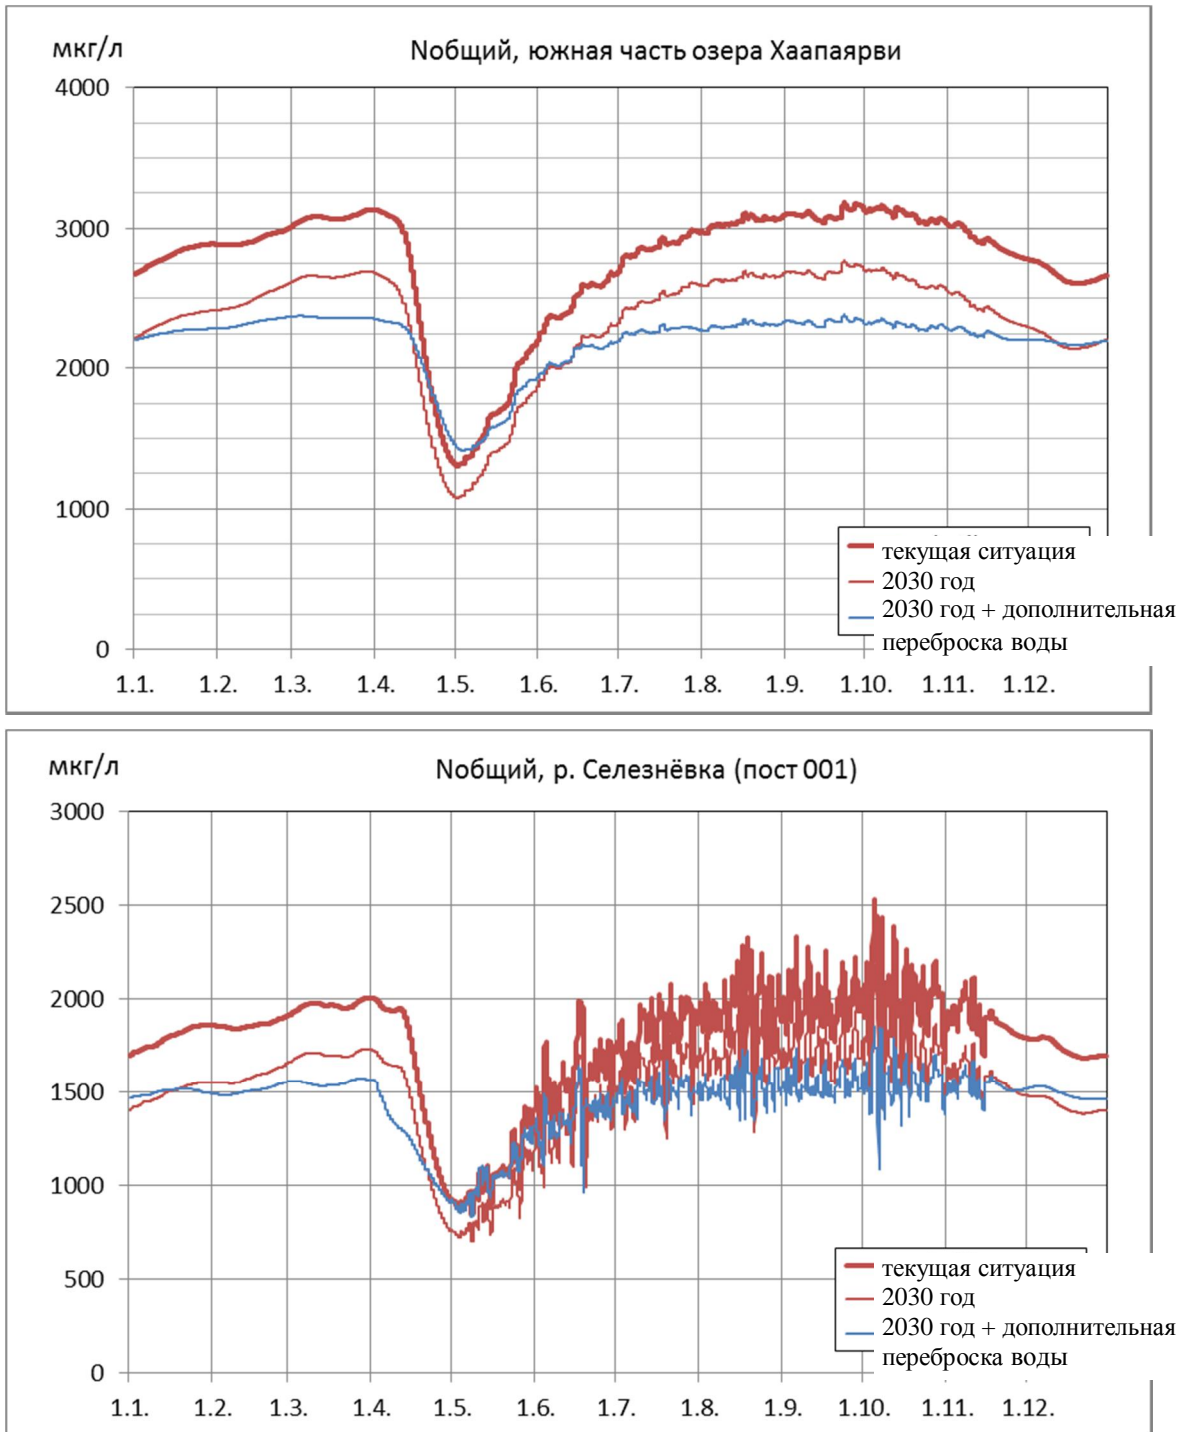 мкг/л
Nобщий, южная часть озера Хаапаярви
4000
3000
2000
1000
0
текущая ситуация
2030 год
2030 год + дополнительная
переброска воды
1.1. 1.2. 1.3. 1.4. 1.5. 1.6. 1.7. 1.8. 1.9. 1.10. 1.11. 1.12.
мкг/л
Nобщий, р. Селезнёвка (пост 001)
3000
2500
2000
1500
1000
500
0
текущая ситуация
2030 год
2030 год + дополнительная
переброска воды
1.1. 1.2. 1.3. 1.4. 1.5. 1.6. 1.7. 1.8. 1.9. 1.10. 1.11. 1.12.